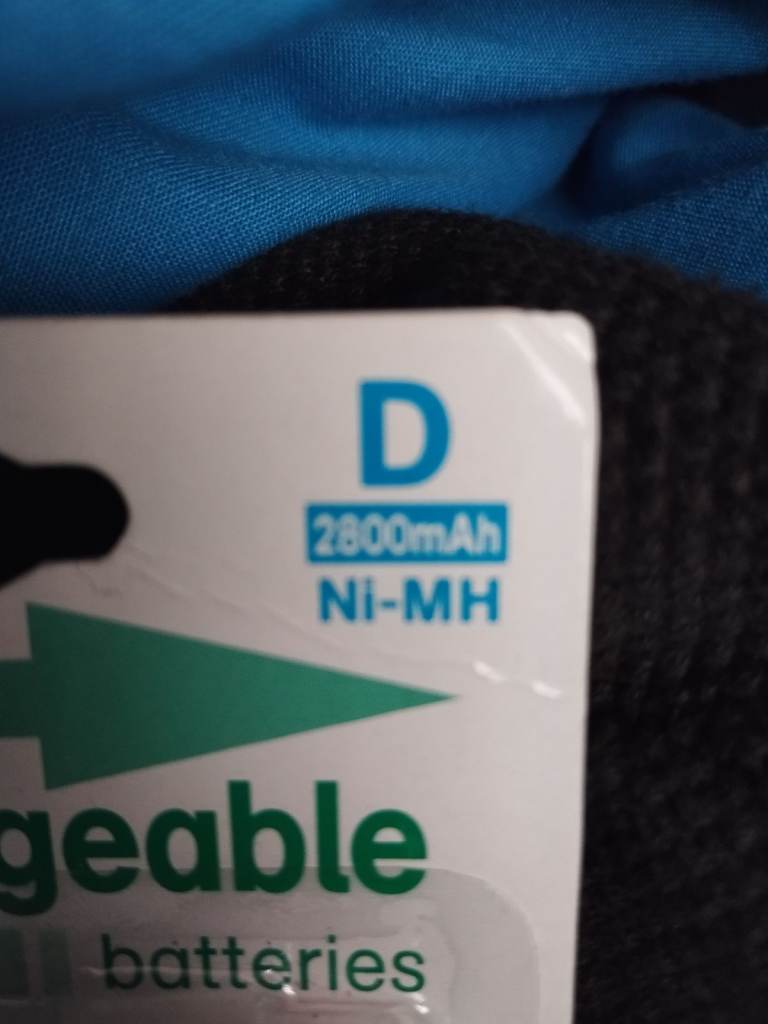 D
2800mAh
Ni-MH
geable
batteries